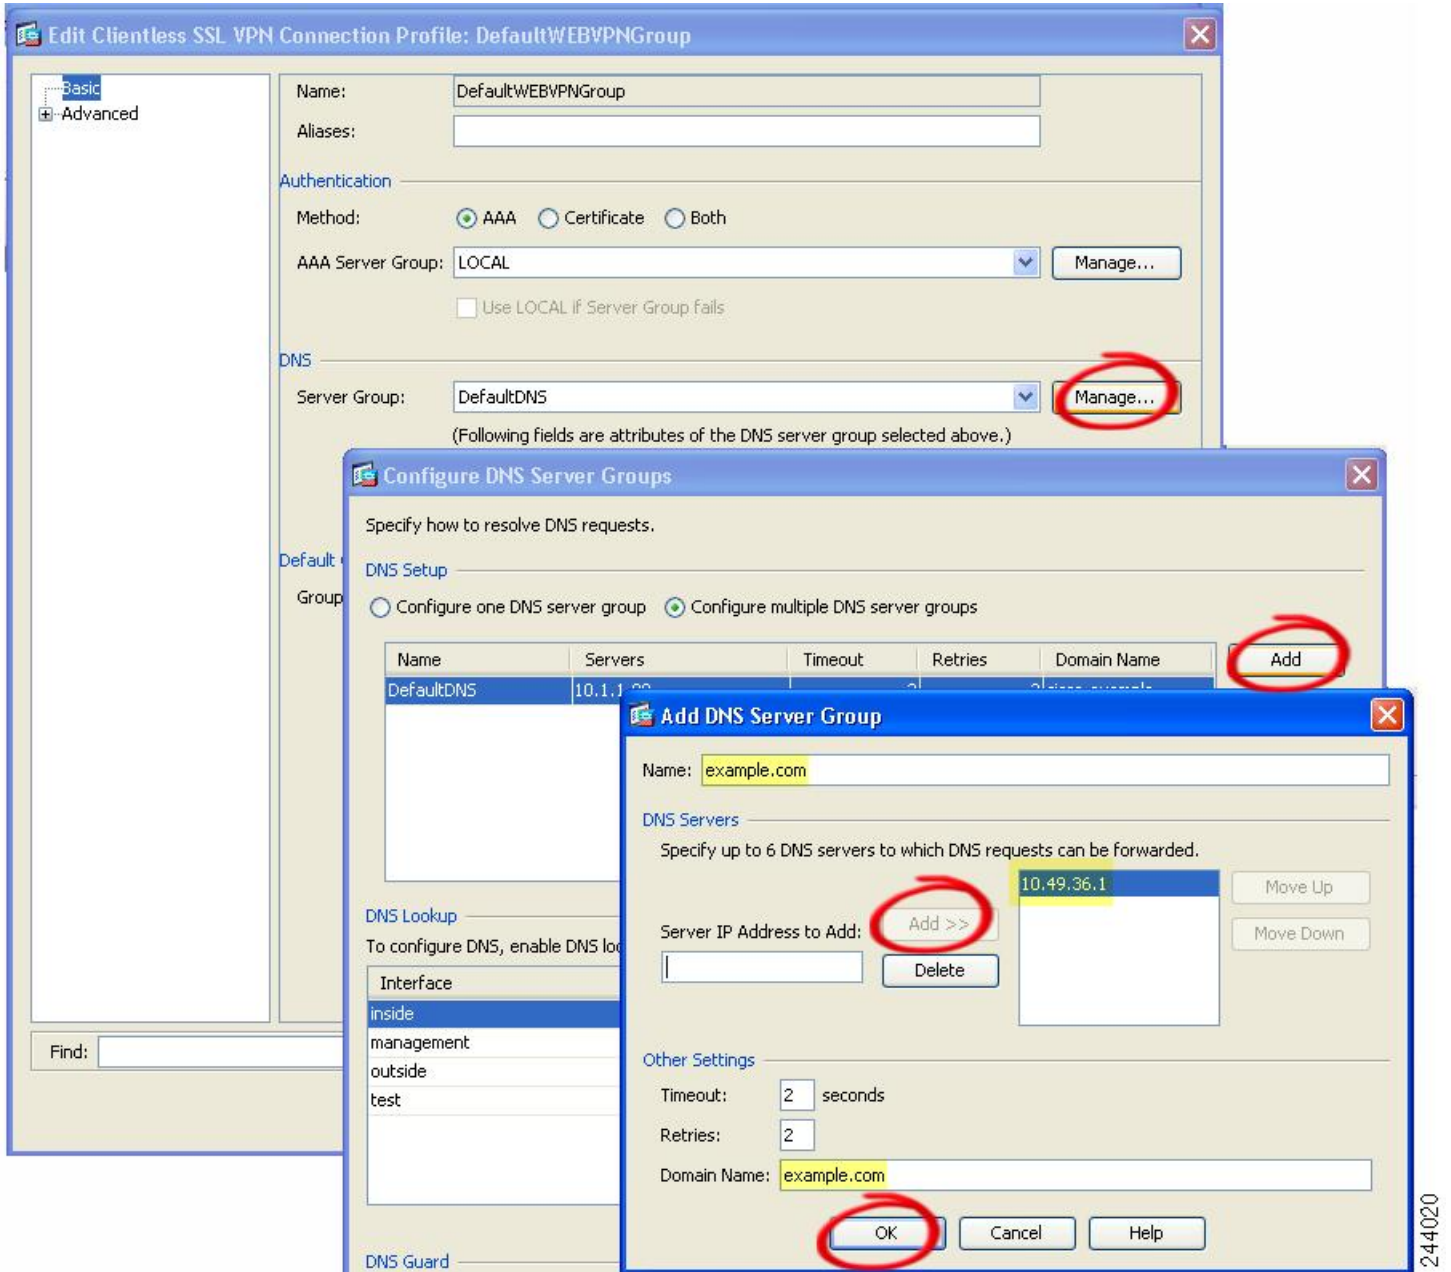 Edit Clientless SSL VPN Connection Profile: DefaultWEBVPNGroup
Basic
Advanced
Name: DefaultWEBVPNGroup
Aliases:
Authentication
Method: AAA Certificate Both
AAA Server Group: LOCAL Manage...
Use LOCAL if Server Group fails
DNS
Server Group: DefaultDNS Manage...
(Following fields are attributes of the DNS server group selected above.)
Default
Group
Find:
Configure DNS Server Groups
Specify how to resolve DNS requests.
DNS Setup
Configure one DNS server group Configure multiple DNS server groups
Name Servers Timeout Retries Domain Name Add
DefaultDNS
DNS Lookup
To configure DNS, enable DNS
Interface
inside
management
outside
test
DNS Guard
Add DNS Server Group
Name: example.com
DNS Servers
Specify up to 6 DNS servers to which DNS requests can be forwarded.
10.49.36.1 Move Up
Server IP Address to Add: Add >> Move Down
Delete
Other Settings
Timeout: 2 seconds
Retries: 2
Domain Name: example.com
OK Cancel Help
244020